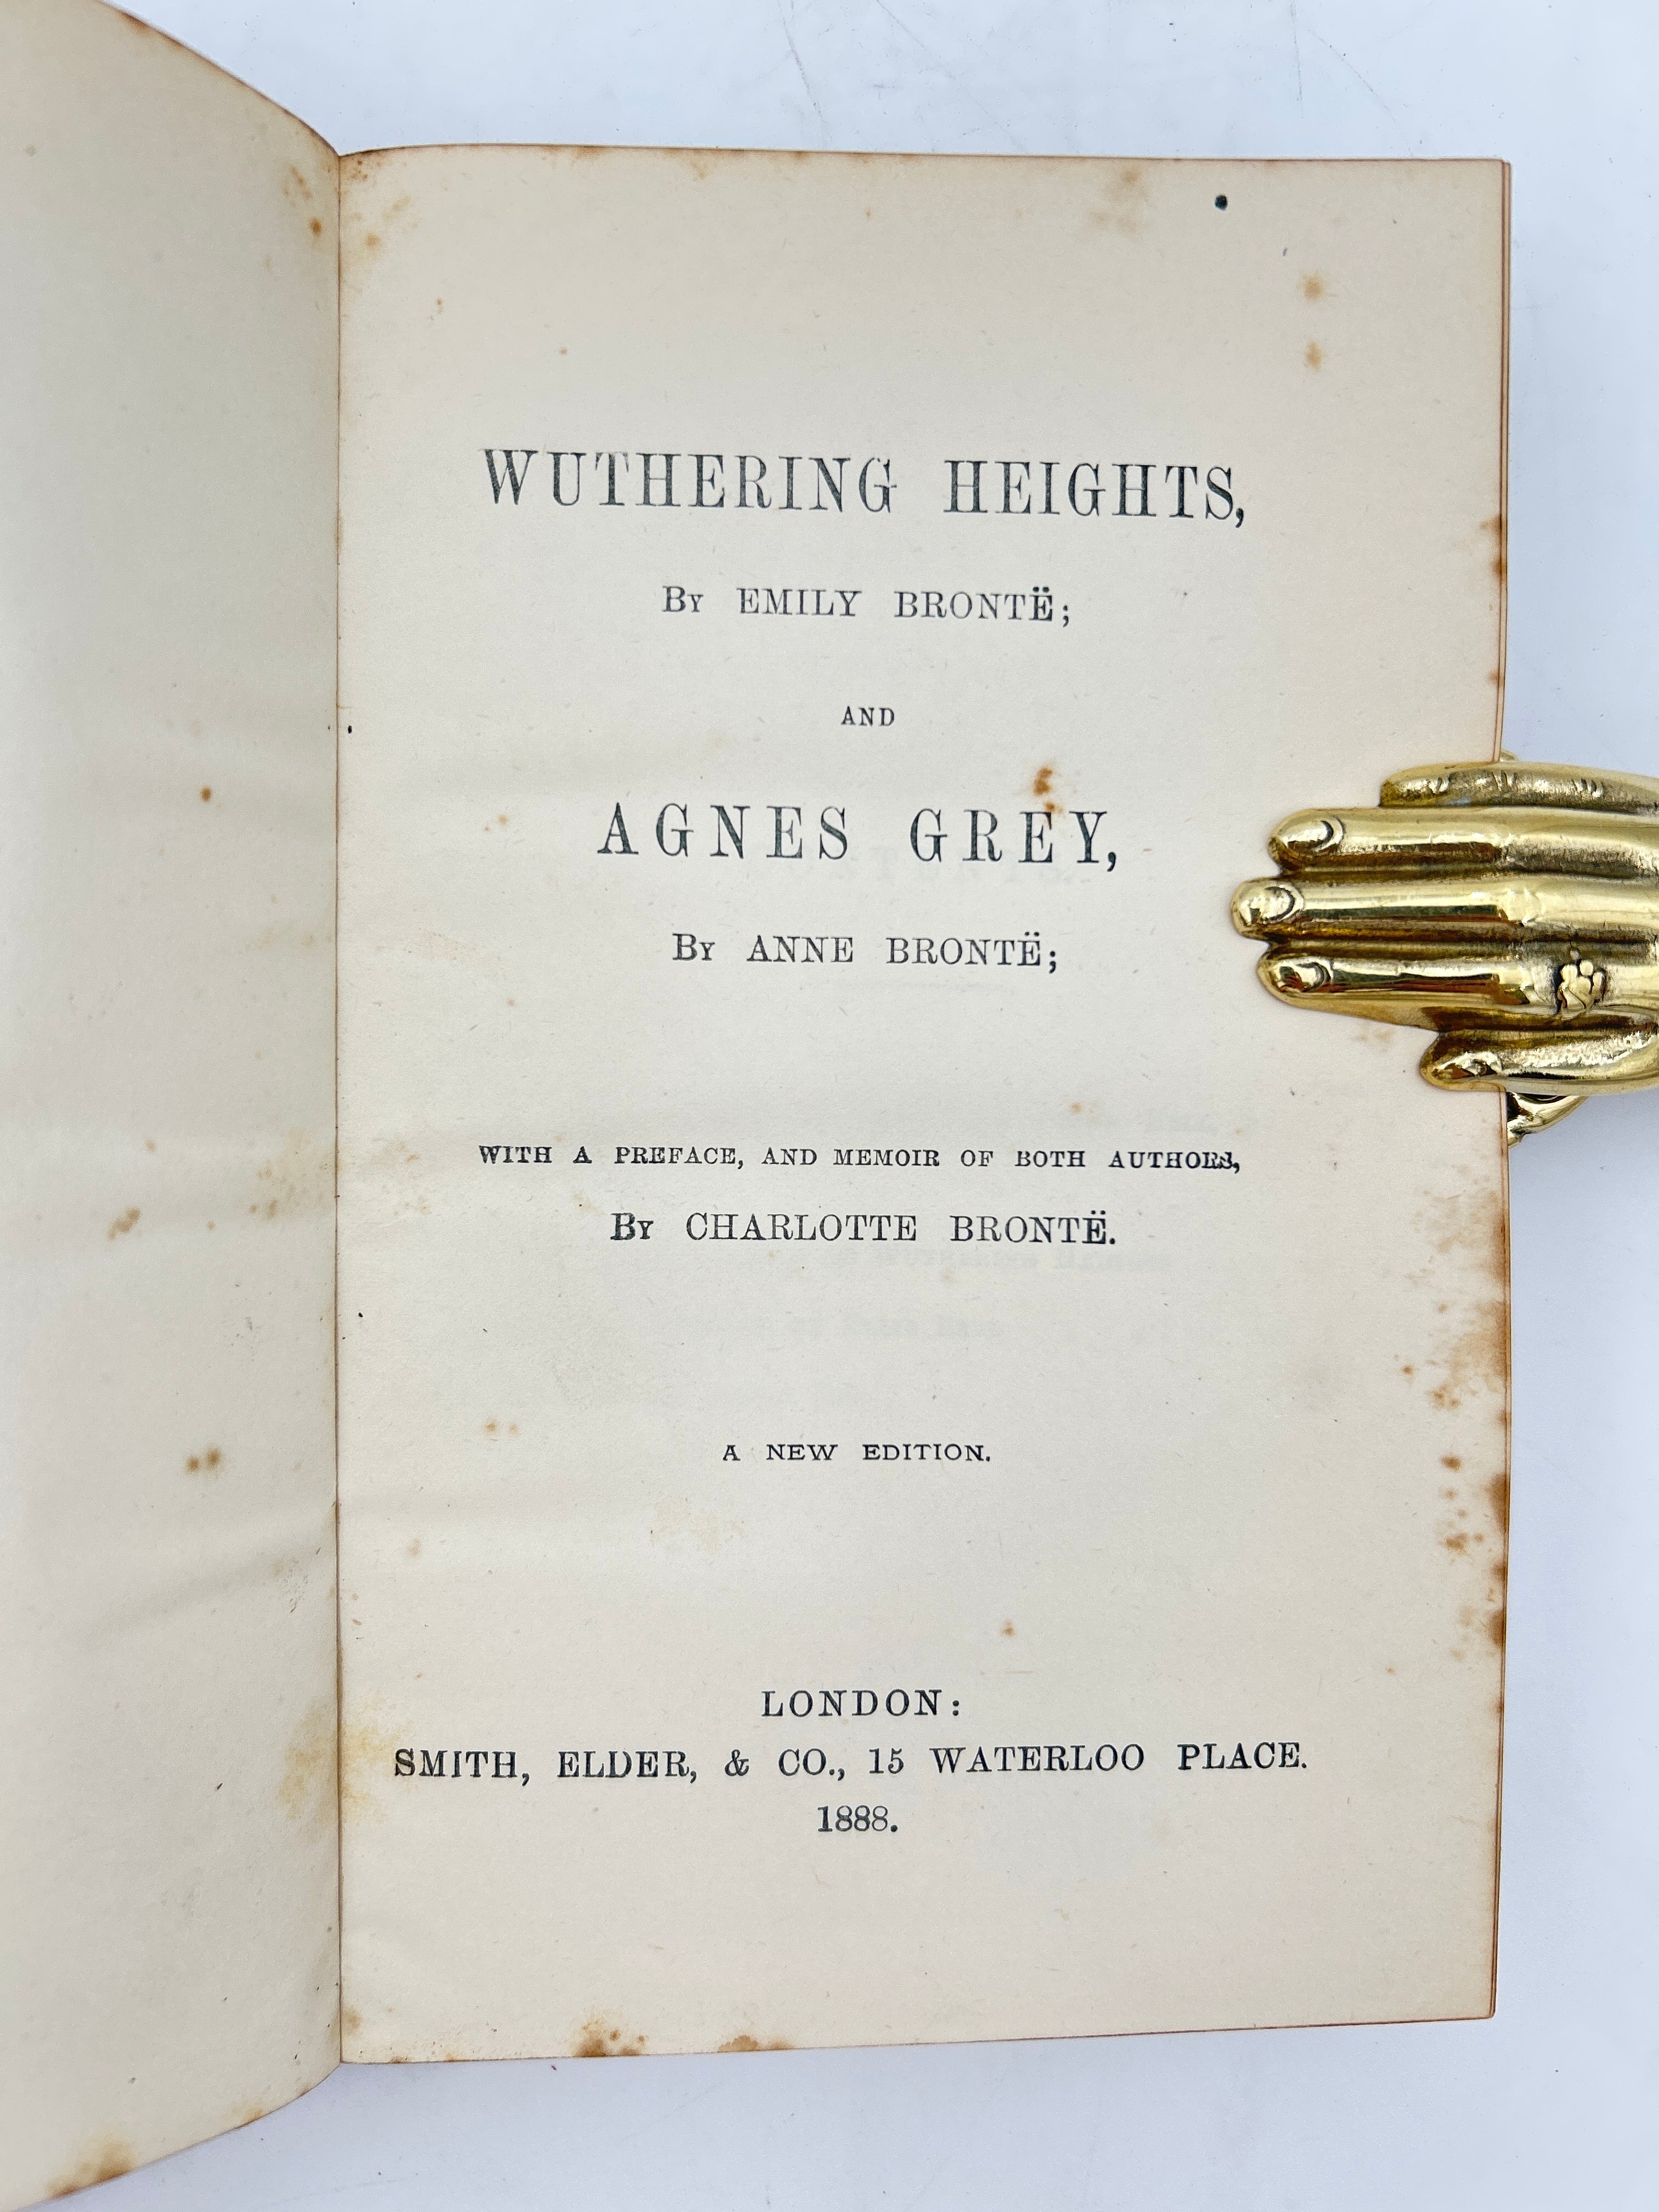 WUTHERING HEIGHTS,
By EMILY BRONTË;
AND
AGNES GREY,
By ANNE BRONTË;
WITH A PREFACE, AND MEMOIR OF BOTH AUTHORS,
By CHARLOTTE BRONTË.
A NEW EDITION.
LONDON:
SMITH, ELDER, & CO., 15 WATERLOO PLACE.
1888.